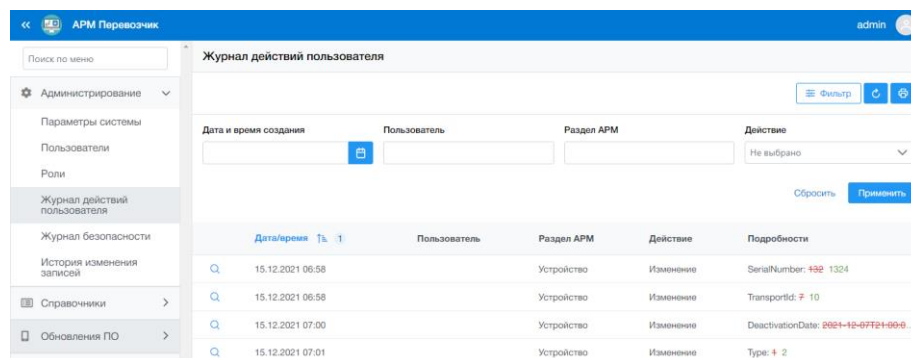 АРМ Перевозчик
admin
Поиск по меню
Журнал действий пользователя
Администрирование
Фильтр
Параметры системы
Дата и время создания
Пользователь
Раздел АРМ
Действие
Пользователи
Не выбрано
Роли
Журнал действий
пользователя
Сбросить
Применить
Журнал безопасности
Дата/время 1
Пользователь
Раздел АРМ
Действие
Подробности
История изменения
записей
15.12.2021 06:58 Устройство Изменение SerialNumber: 132 1324
Справочники
15.12.2021 06:58 Устройство Изменение TransportId: 7 10
15.12.2021 07:00 Устройство Изменение DeactivationDate: 2021-12-07T21:00:0...
Обновления ПО
15.12.2021 07:01 Устройство Изменение Type: 1 2